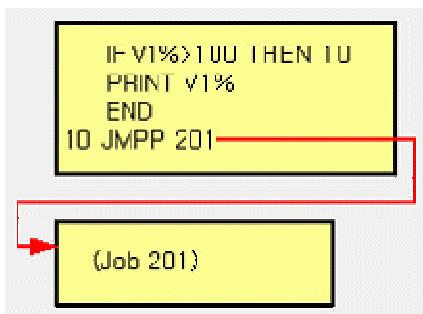 IF V1%>100 THEN 10
PRINT V1%
END
10 JMPP 201
(Job 201)